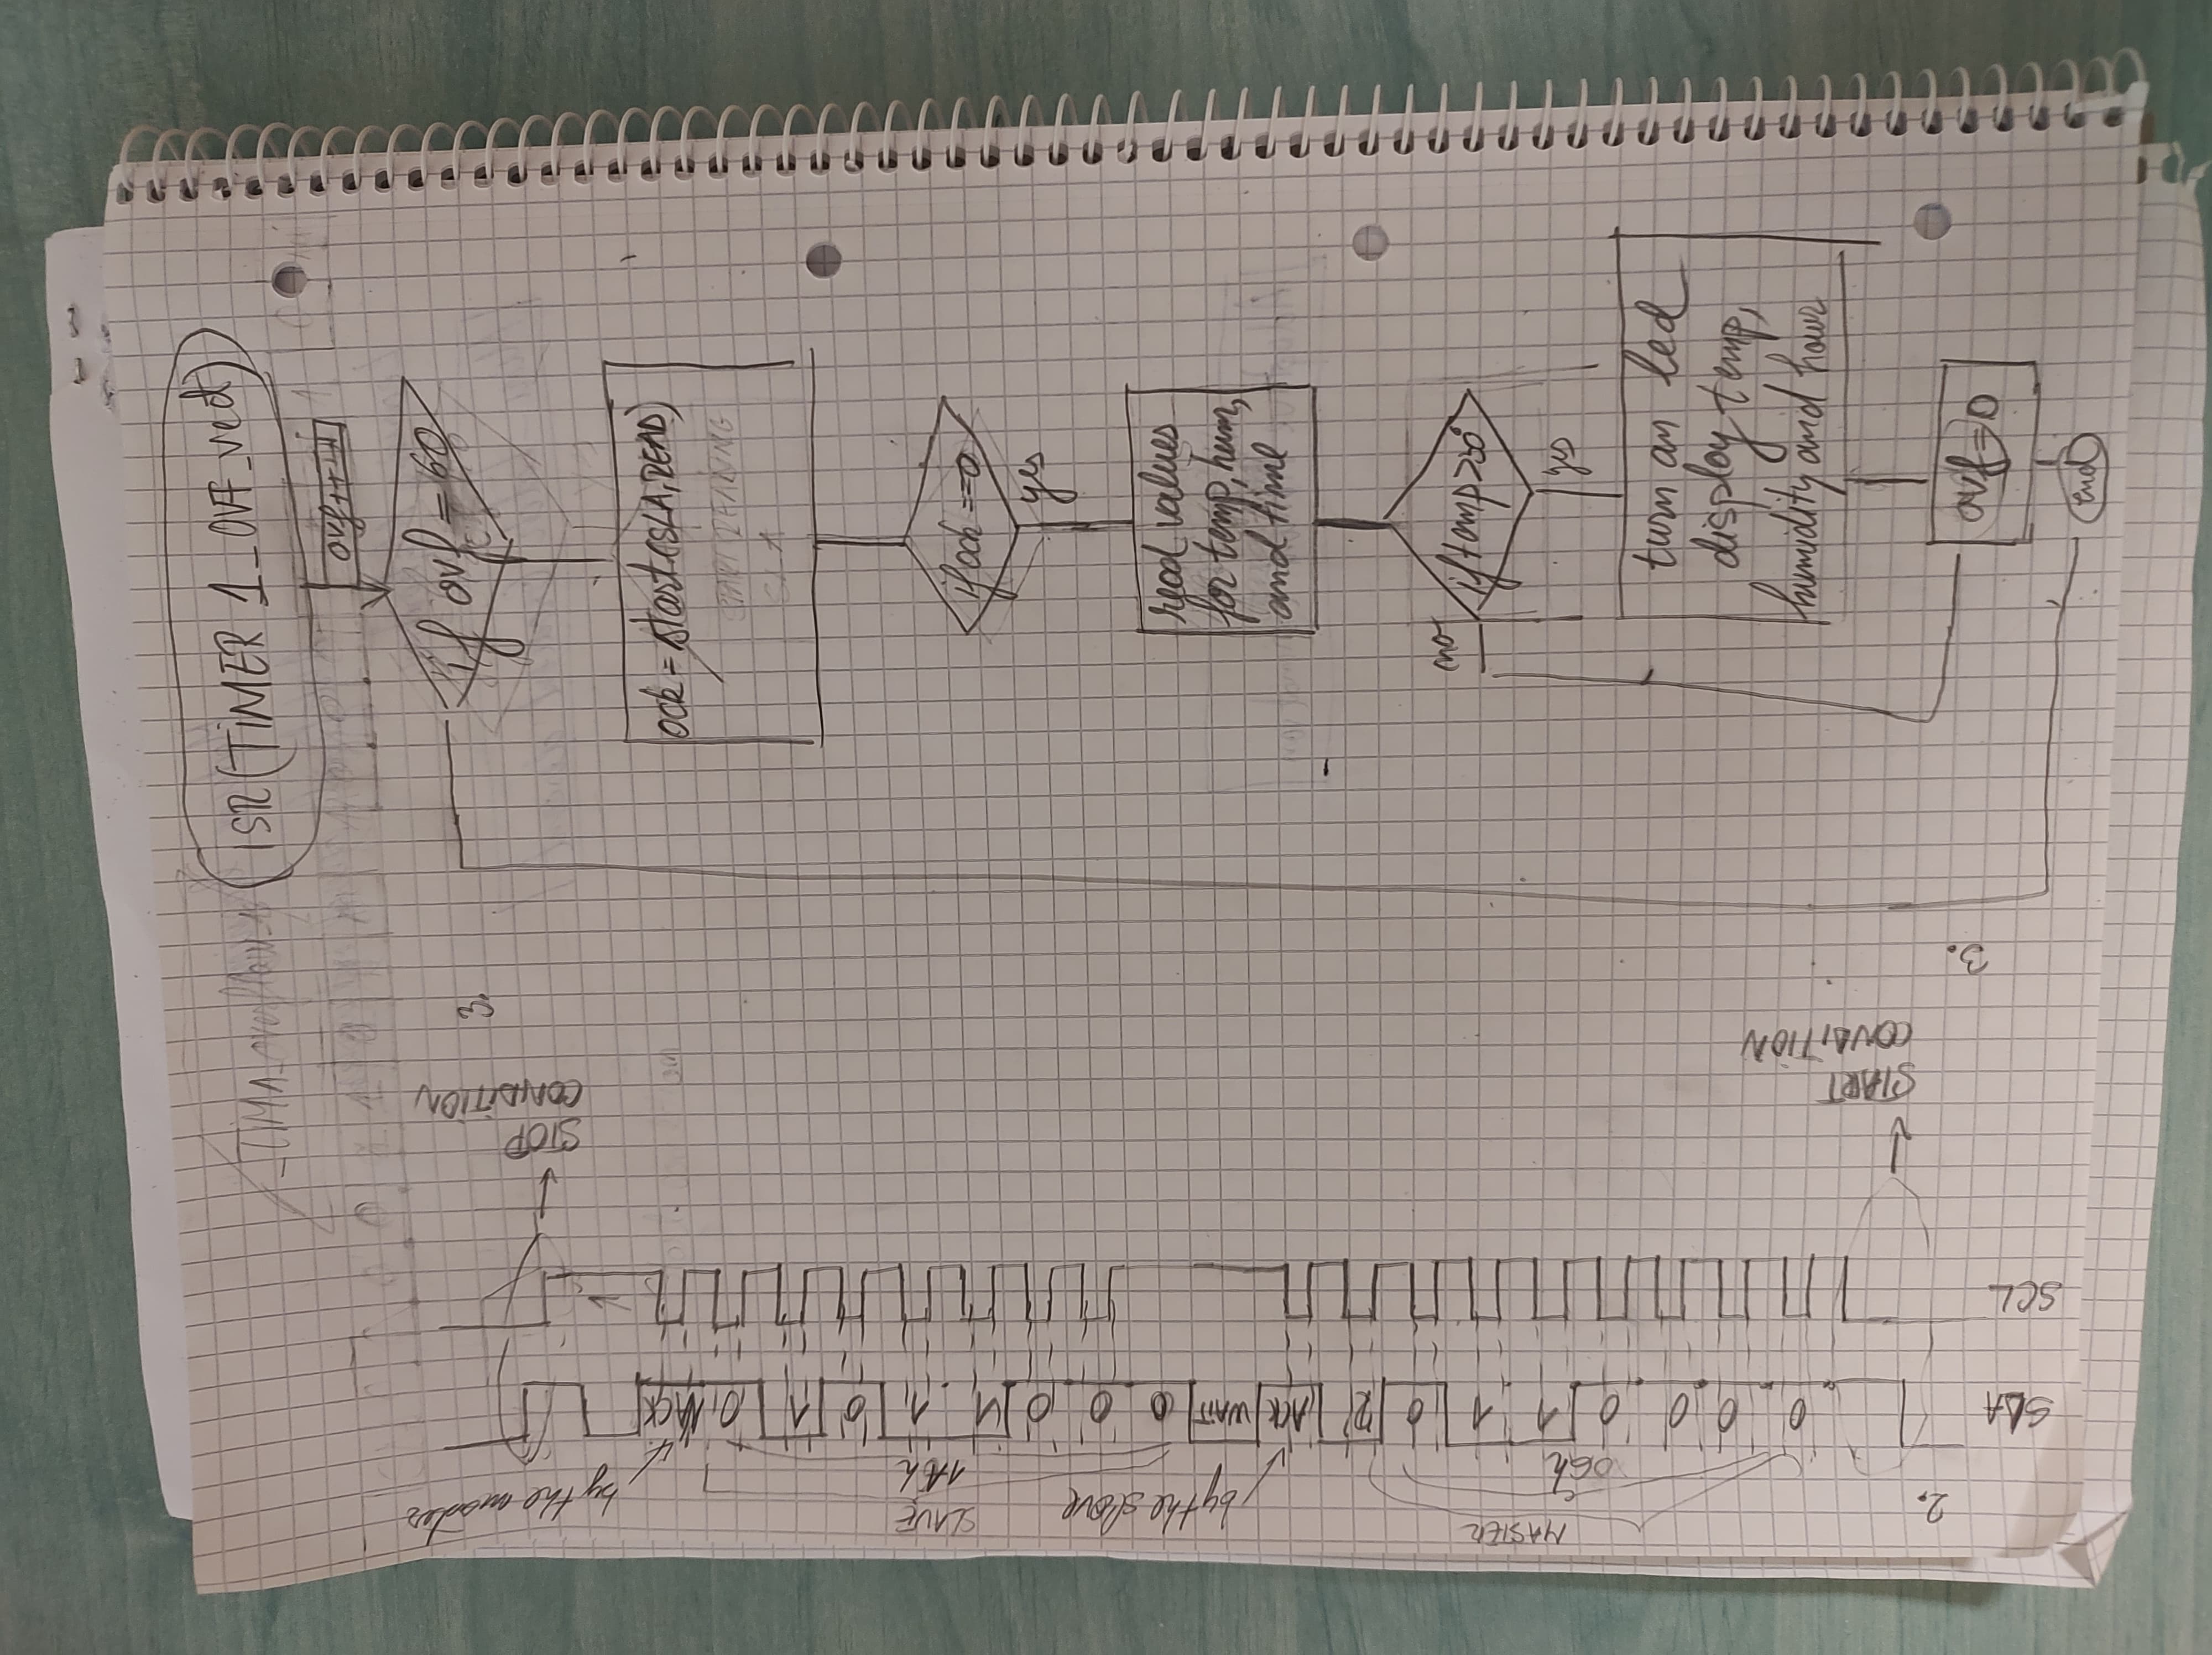 2.
MASTER
06h
by the slave
SLAVE
1Ah
by the master
SDA
0 0 0 0 1 1 0 R ACK WAIT 0 0 0 1 1 0 1 0 NACK
SCL
START
CONDITION
STOP
CONDITION
3.
3.
ISR(TIMER 1_OVF_vect)
ovf++
if ovf = 60
ack = start(SLA, READ)
if ack == 0
yes
read values
for temp, hum,
and time
if temp > 30°
no
yes
turn on led
display temp,
humidity and hour
ovf = 0
end